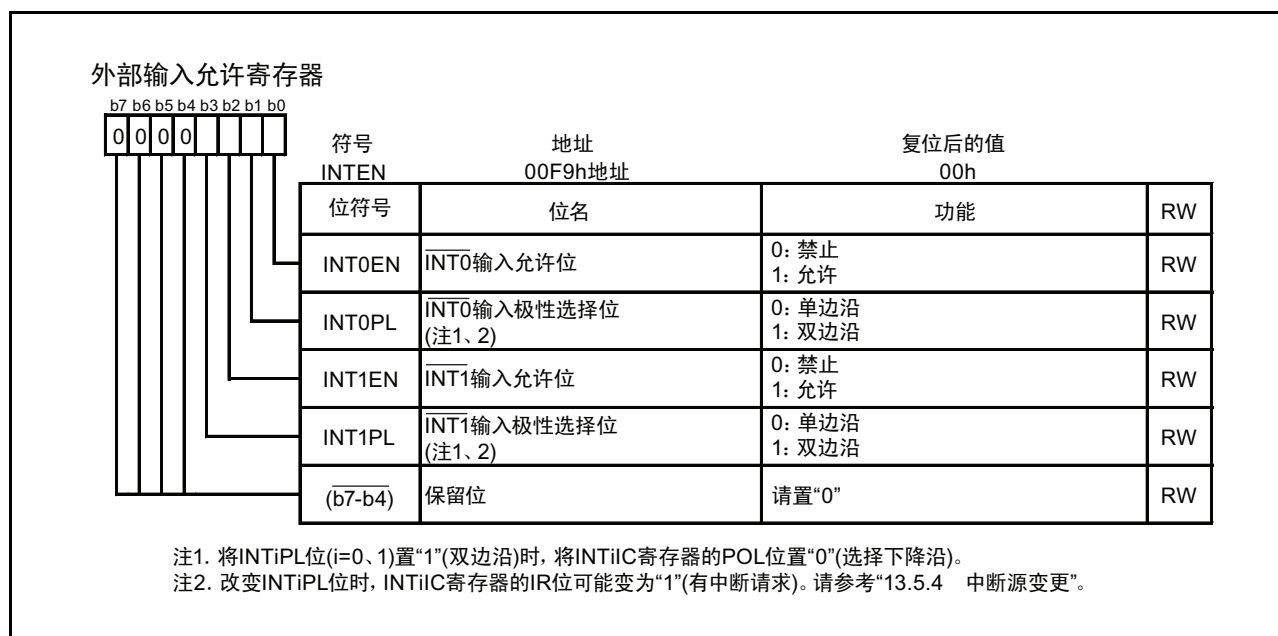 外部输入允许寄存器
b7 b6 b5 b4 b3 b2 b1 b0
0 0 0 0
符号 地址 复位后的值
INTEN 00F9h地址 00h
位符号 位名 功能 RW
INT0EN INT0输入允许位 0: 禁止 RW
1: 允许
INT0PL INT0输入极性选择位 0: 单边沿 RW
(注1、2) 1: 双边沿
INT1EN INT1输入允许位 0: 禁止 RW
1: 允许
INT1PL INT1输入极性选择位 0: 单边沿 RW
(注1、2) 1: 双边沿
(b7-b4) 保留位 请置“0” RW
注1. 将INTiPL位(i=0、1)置“1”(双边沿)时, 将INTiIC寄存器的POL位置“0”(选择下降沿)。
注2. 改变INTiPL位时, INTiIC寄存器的IR位可能变为“1”(有中断请求)。请参考“13.5.4 中断源变更”。